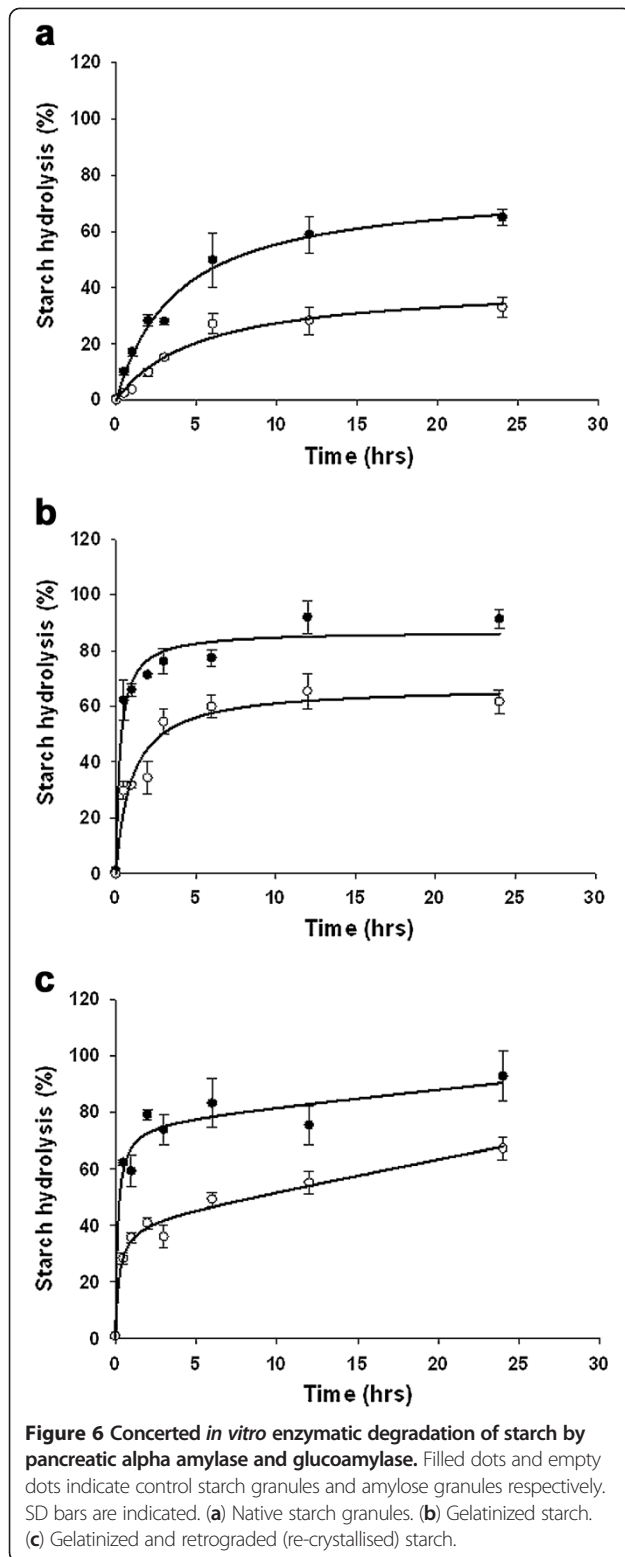 a
120
100
80
60
40
20
0
Starch hydrolysis (%)
0 5 10 15 20 25 30
Time (hrs)
b
120
100
80
60
40
20
0
Starch hydrolysis (%)
0 5 10 15 20 25 30
Time (hrs)
c
120
100
80
60
40
20
0
Starch hydrolysis (%)
0 5 10 15 20 25 30
Time (hrs)
Figure 6 Concerted in vitro enzymatic degradation of starch by
pancreatic alpha amylase and glucoamylase. Filled dots and empty
dots indicate control starch granules and amylose granules respectively.
SD bars are indicated. (a) Native starch granules. (b) Gelatinized starch.
(c) Gelatinized and retrograded (re-crystallised) starch.